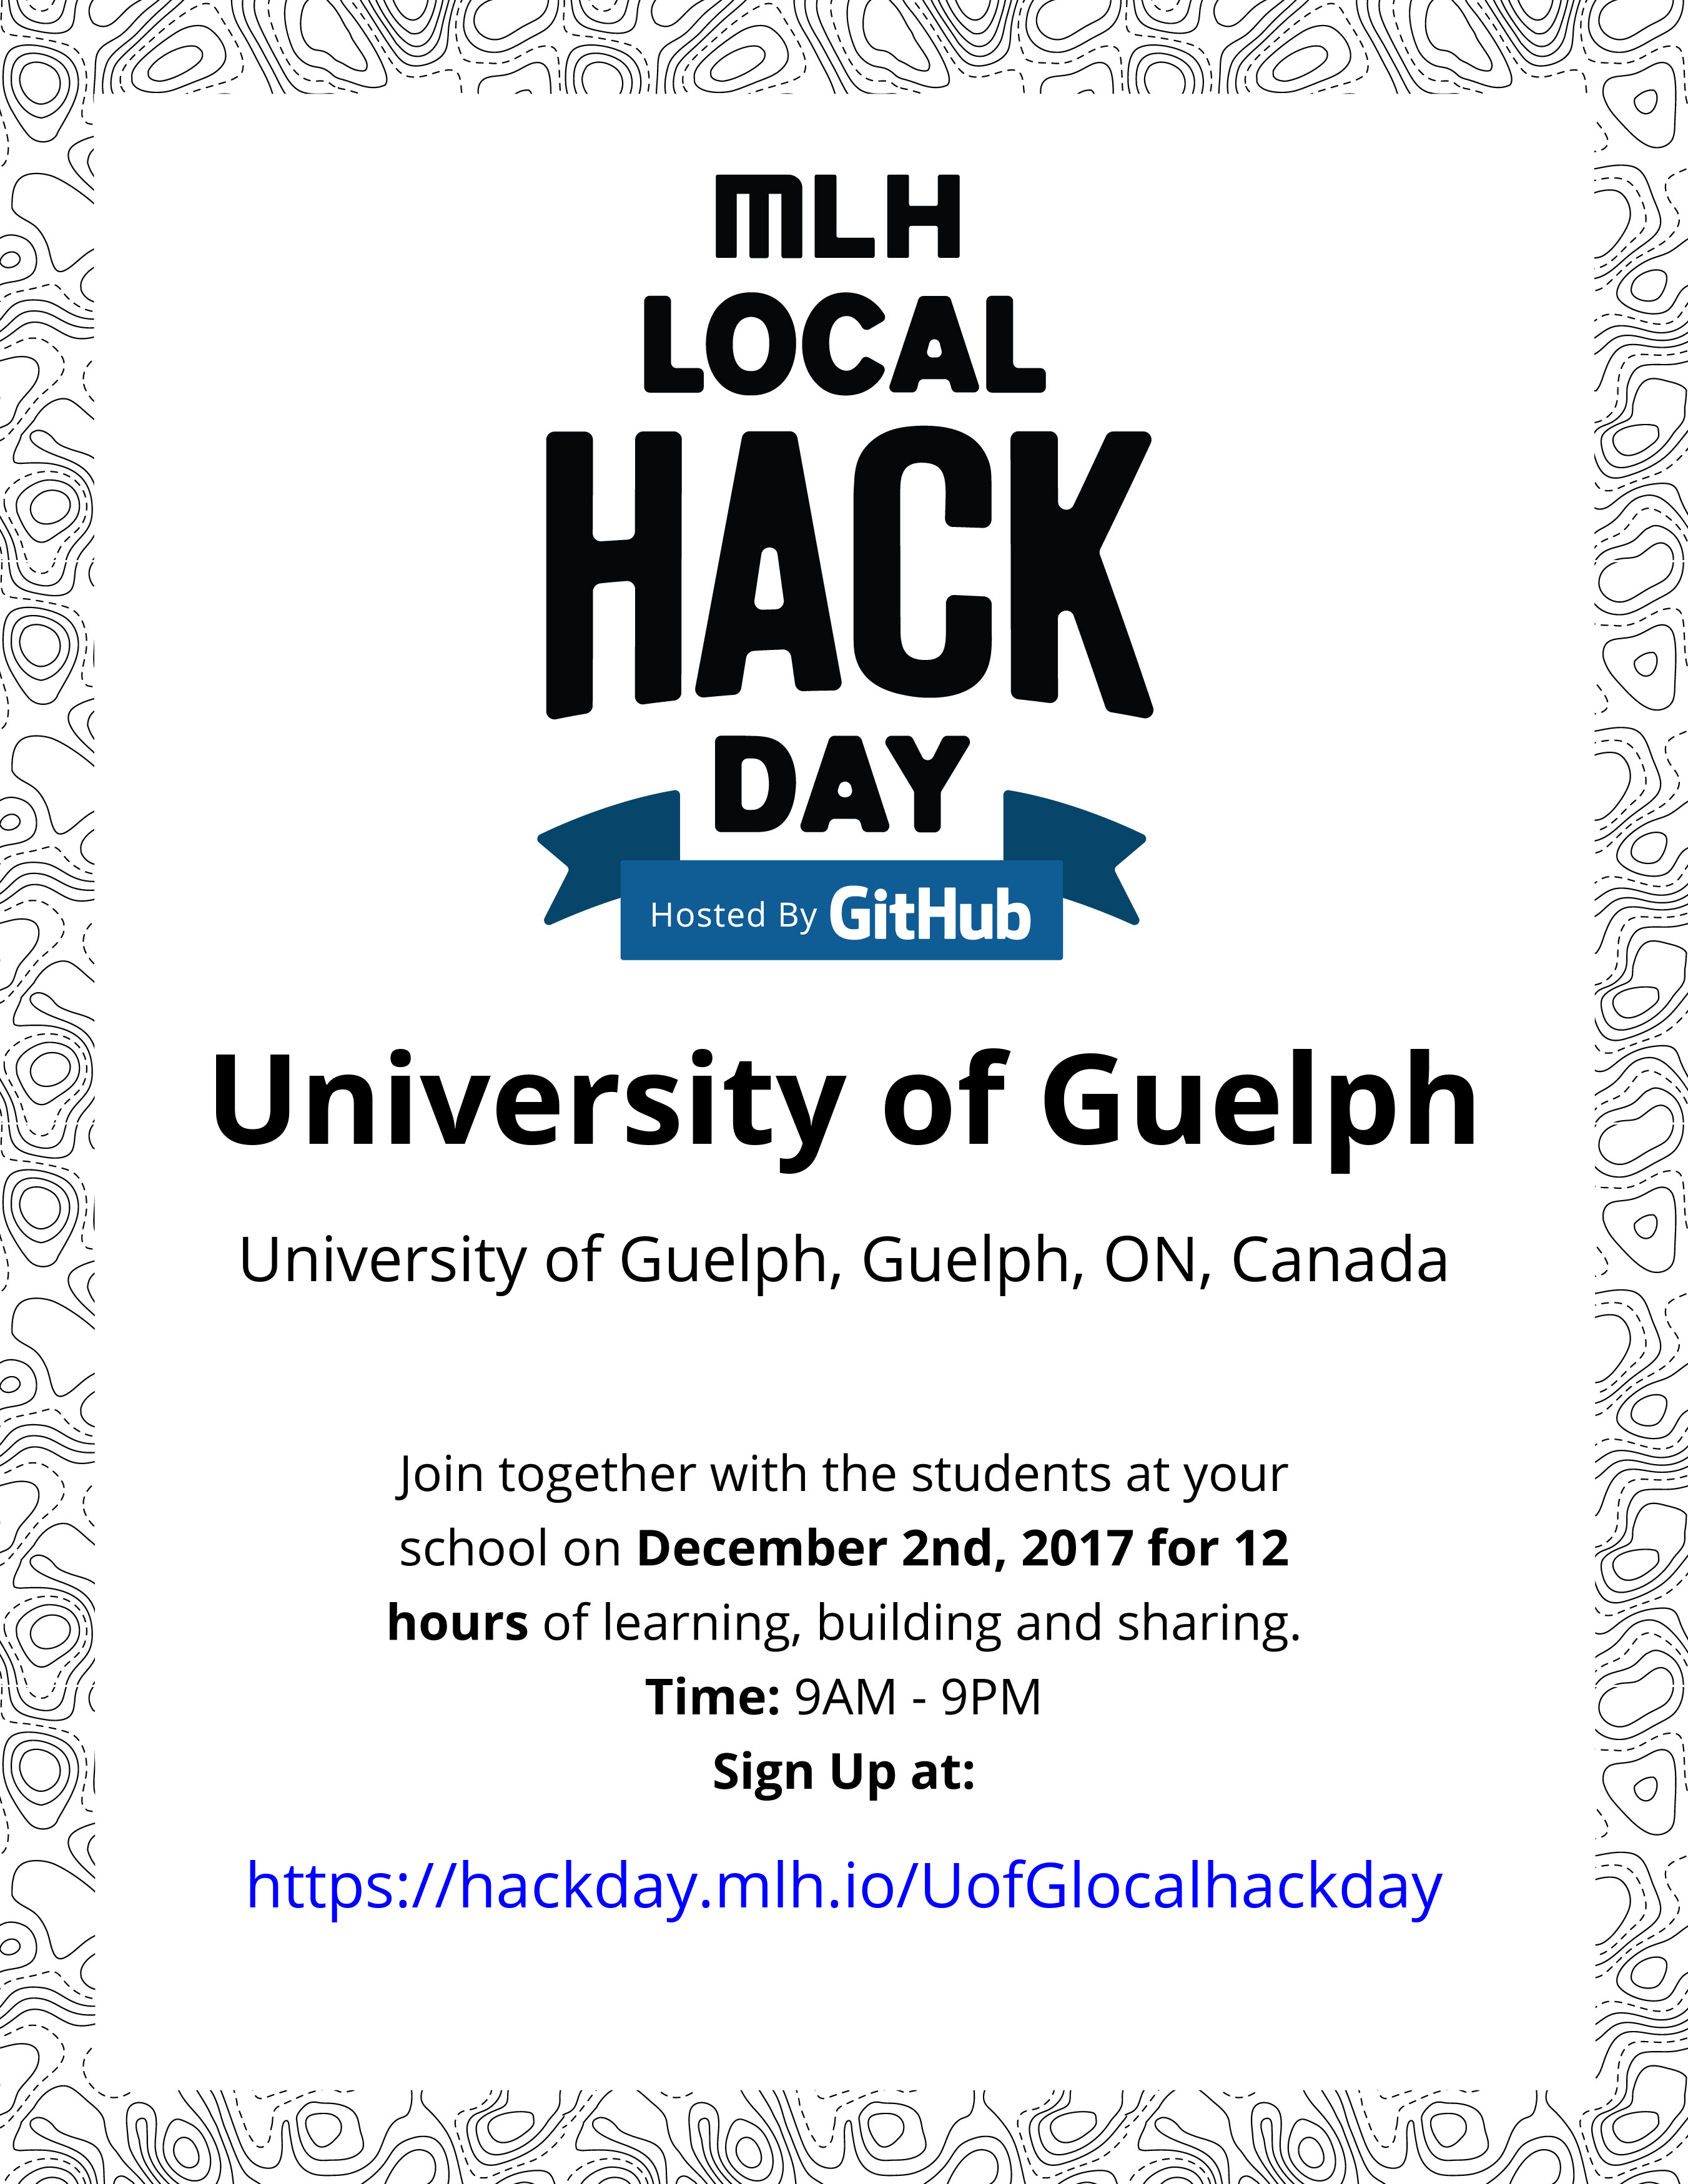 MLH
LOCAL
HACK
DAY
Hosted By GitHub
University of Guelph
University of Guelph, Guelph, ON, Canada
Join together with the students at your
school on December 2nd, 2017 for 12
hours of learning, building and sharing.
Time: 9AM - 9PM
Sign Up at:
https://hackday.mlh.io/UofGlocalhackday